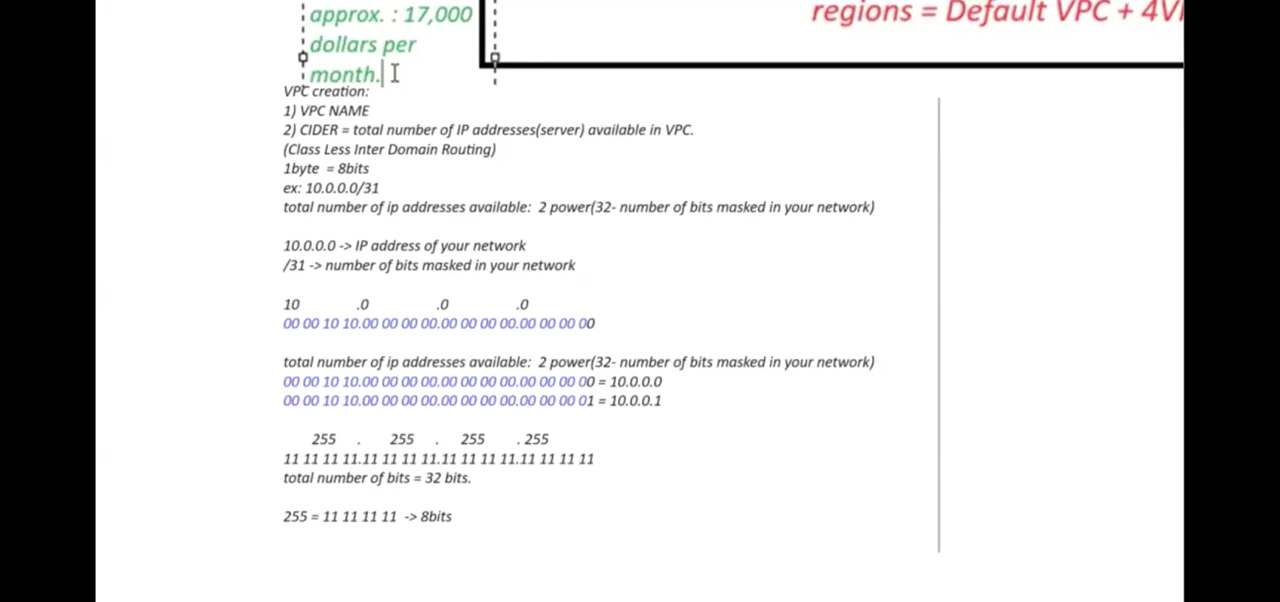 approx. : 17,000
dollars per
month.
regions = Default VPC + 4V
VPC creation:
1) VPC NAME
2) CIDER = total number of IP addresses(server) available in VPC.
(Class Less Inter Domain Routing)
1byte = 8bits
ex: 10.0.0.0/31
total number of ip addresses available: 2 power(32- number of bits masked in your network)
10.0.0.0 -> IP address of your network
/31 -> number of bits masked in your network
10 .0 .0 .0
00 00 10 10.00 00 00 00.00 00 00 00.00 00 00 00
total number of ip addresses available: 2 power(32- number of bits masked in your network)
00 00 10 10.00 00 00 00.00 00 00 00.00 00 00 00 = 10.0.0.0
00 00 10 10.00 00 00 00.00 00 00 00.00 00 00 01 = 10.0.0.1
255 . 255 . 255 . 255
11 11 11 11.11 11 11 11.11 11 11 11.11 11 11 11
total number of bits = 32 bits.
255 = 11 11 11 11 -> 8bits